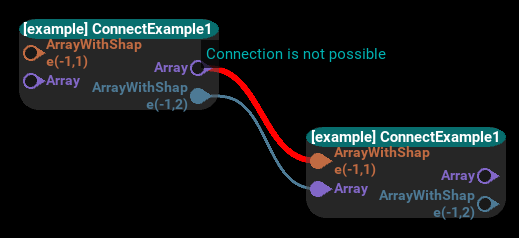 [example] ConnectExample1
ArrayWithShap
e(-1,1)
Array
Array
ArrayWithShap
e(-1,2)
Connection is not possible
[example] ConnectExample1
ArrayWithShap
e(-1,1)
Array
Array
ArrayWithShap
e(-1,2)